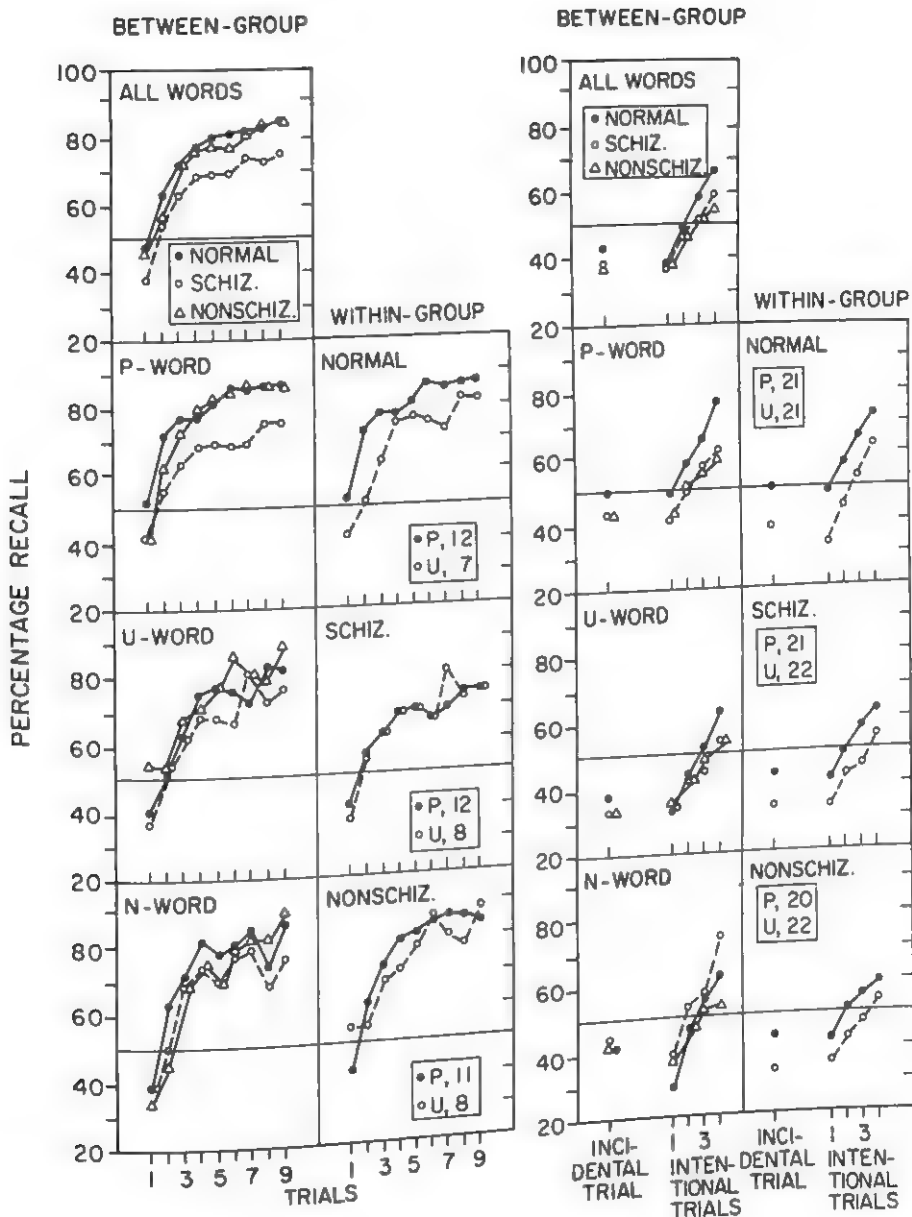 BETWEEN-GROUP
100
80
60
40
20
ALL WORDS
NORMAL
SCHIZ.
NONSCHIZ.
WITHIN-GROUP
P-WORD
80
60
40
20
NORMAL
P, 12
U, 7
PERCENTAGE RECALL
U-WORD
80
60
40
20
SCHIZ.
P, 12
U, 8
N-WORD
80
60
40
20
NONSCHIZ.
P, 11
U, 8
1 3 5 7 9
1 3 5 7 9
TRIALS
BETWEEN-GROUP
100
80
60
40
20
ALL WORDS
NORMAL
SCHIZ.
NONSCHIZ.
WITHIN-GROUP
P-WORD
80
60
40
20
NORMAL
P, 21
U, 21
U-WORD
80
60
40
20
SCHIZ.
P, 21
U, 22
N-WORD
80
60
40
20
NONSCHIZ.
P, 20
U, 22
INCI-
DENTAL
TRIAL
1 3
INTEN-
TIONAL
TRIALS
INCI-
DENTAL
TRIAL
1 3
INTEN-
TIONAL
TRIALS